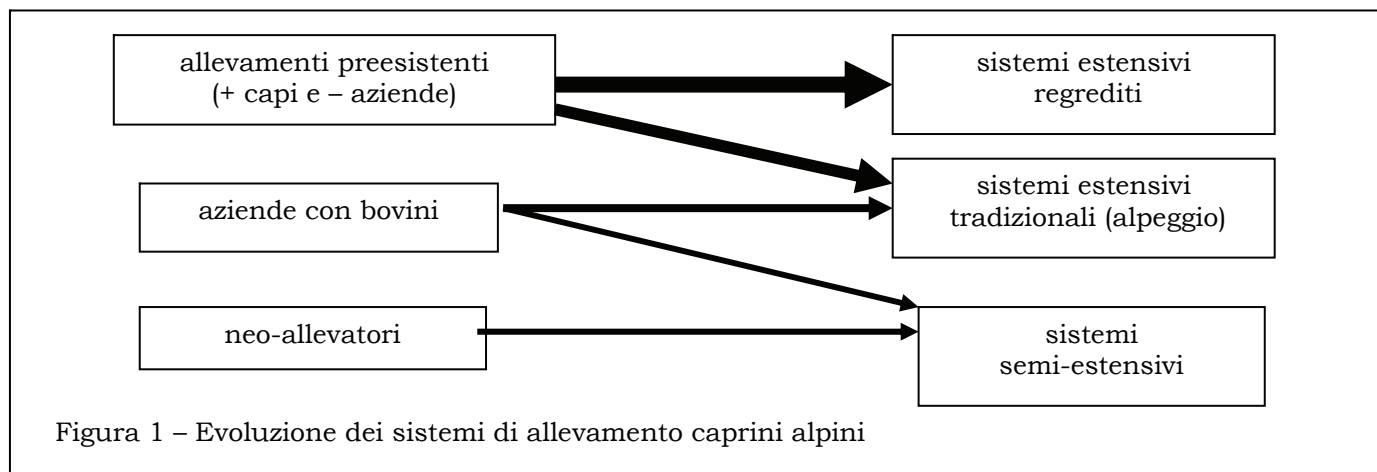 allevamenti preesistenti
(+ capi e – aziende)
sistemi estensivi
regrediti
aziende con bovini
sistemi estensivi
tradizionali (alpeggio)
neo-allevatori
sistemi
semi-estensivi
Figura 1 – Evoluzione dei sistemi di allevamento caprini alpini